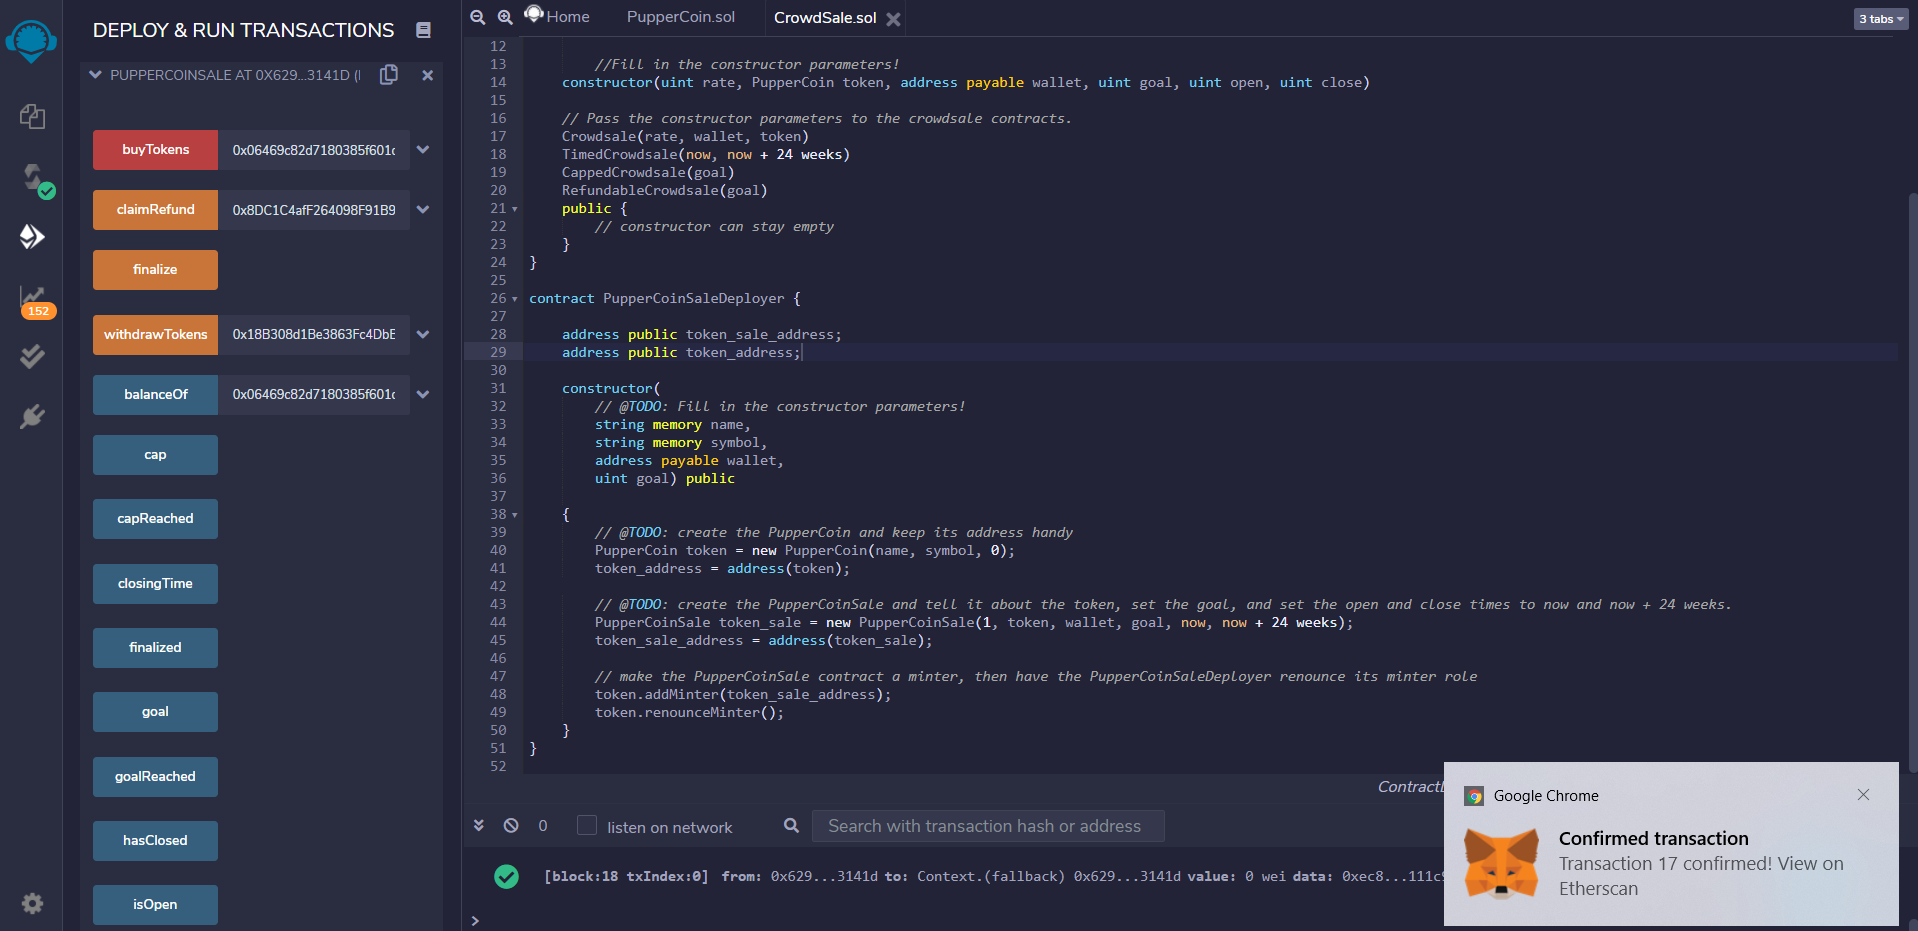 DEPLOY & RUN TRANSACTIONS
PUPPERCOINSALE AT 0X629...3141D (
buyTokens 0x06469c82d7180385f601
claimRefund 0x8DC1C4afF264098F91B9
finalize
152
withdrawTokens 0x18B308d1Be3863Fc4DbE
balanceOf 0x06469c82d7180385f601
cap
capReached
closingTime
finalized
goal
goalReached
hasClosed
isOpen
Home PupperCoin.sol CrowdSale.sol 3 tabs
12
13 //Fill in the constructor parameters!
14 constructor(uint rate, PupperCoin token, address payable wallet, uint goal, uint open, uint close)
15
16 // Pass the constructor parameters to the crowdsale contracts.
17 Crowdsale(rate, wallet, token)
18 TimedCrowdsale(now, now + 24 weeks)
19 CappedCrowdsale(goal)
20 RefundableCrowdsale(goal)
21 public {
22 // constructor can stay empty
23 }
24 }
25
26 contract PupperCoinSaleDeployer {
27
28 address public token_sale_address;
29 address public token_address;
30
31 constructor(
32 // @TODO: Fill in the constructor parameters!
33 string memory name,
34 string memory symbol,
35 address payable wallet,
36 uint goal) public
37
38 {
39 // @TODO: create the PupperCoin and keep its address handy
40 PupperCoin token = new PupperCoin(name, symbol, 0);
41 token_address = address(token);
42
43 // @TODO: create the PupperCoinSale and tell it about the token, set the goal, and set the open and close times to now and now + 24 weeks.
44 PupperCoinSale token_sale = new PupperCoinSale(1, token, wallet, goal, now, now + 24 weeks);
45 token_sale_address = address(token_sale);
46
47 // make the PupperCoinSale contract a minter, then have the PupperCoinSaleDeployer renounce its minter role
48 token.addMinter(token_sale_address);
49 token.renounceMinter();
50 }
51 }
52
Contract
0 listen on network Search with transaction hash or address
[block:18 txIndex:0] from: 0x629...3141d to: Context.(fallback) 0x629...3141d value: 0 wei data: 0xec8...111c9
>
Google Chrome
Confirmed transaction
Transaction 17 confirmed! View on
Etherscan